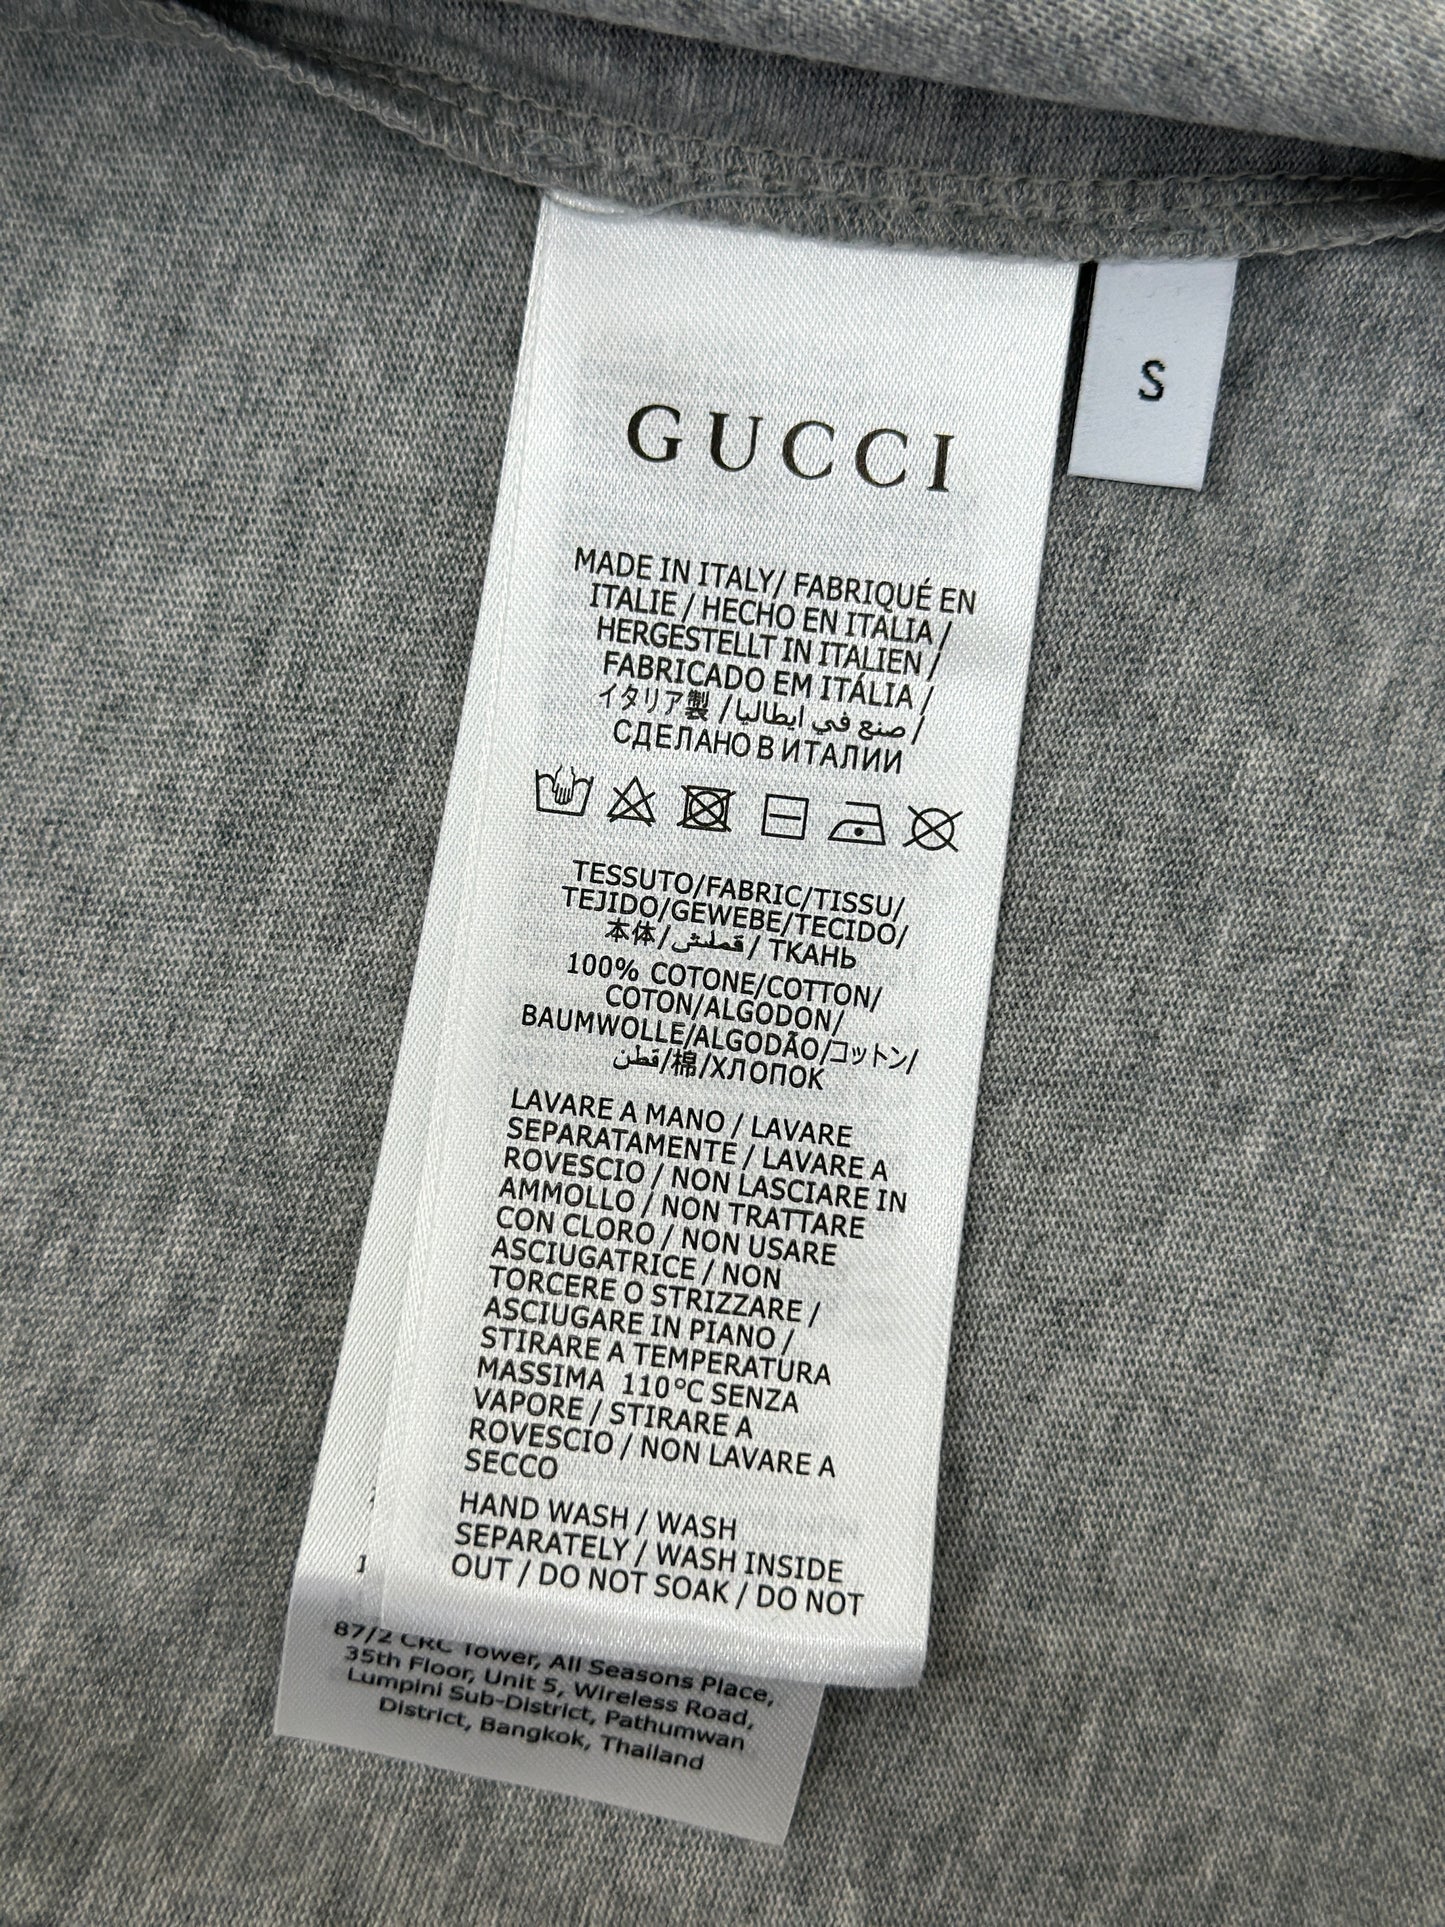 GUCCI
S
MADE IN ITALY/ FABRIQUÉ EN
ITALIE / HECHO EN ITALIA /
HERGESTELLT IN ITALIEN /
FABRICADO EM ITÁLIA /
イタリア製 / صنع في ايطاليا /
СДЕЛАНО В ИТАЛИИ
TESSUTO/FABRIC/TISSU/
TEJIDO/GEWEBE/TECIDO/
本体/قملش/ ТКАНЬ
100% COTONE/COTTON/
COTON/ALGODON/
BAUMWOLLE/ALGODÃO/コットン/
قطن/棉/ХЛОПОК
LAVARE A MANO / LAVARE
SEPARATAMENTE / LAVARE A
ROVESCIO / NON LASCIARE IN
AMMOLLO / NON TRATTARE
CON CLORO / NON USARE
ASCIUGATRICE / NON
TORCERE O STRIZZARE /
ASCIUGARE IN PIANO /
STIRARE A TEMPERATURA
MASSIMA 110°C SENZA
VAPORE / STIRARE A
ROVESCIO / NON LAVARE A
SECCO
HAND WASH / WASH
SEPARATELY / WASH INSIDE
OUT / DO NOT SOAK / DO NOT
87/2 CRC Tower, All Seasons Place,
35th Floor, Unit 5, Wireless Road,
Lumpini Sub-District, Pathumwan
District, Bangkok, Thailand